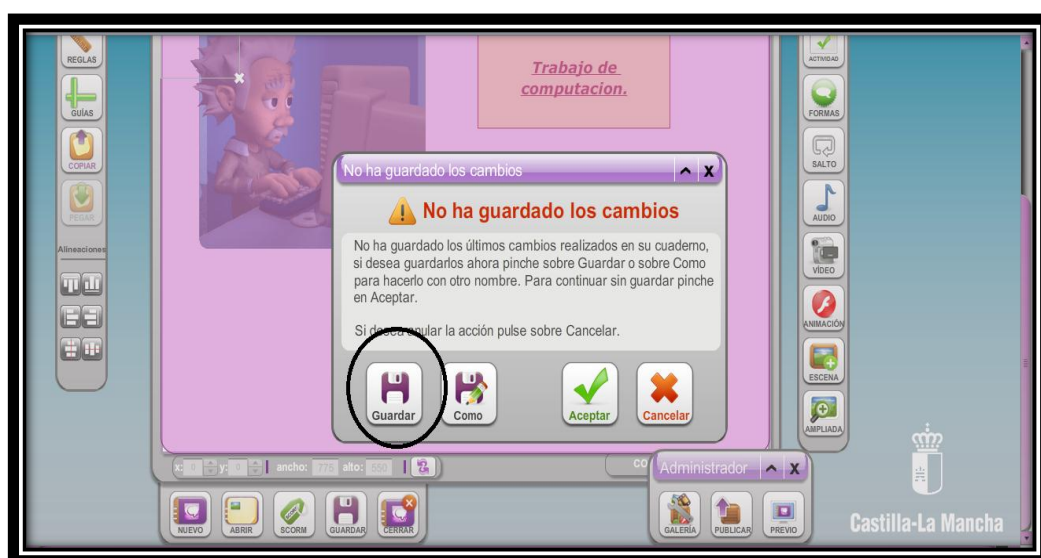 REGLAS
GUÍAS
COPIAR
PEGAR
Alineaciones
Trabajo de
computacion.
No ha guardado los cambios
X
No ha guardado los cambios
No ha guardado los últimos cambios realizados en su cuaderno,
si desea guardarlos ahora pinche sobre Guardar o sobre Como
para hacerlo con otro nombre. Para continuar sin guardar pinche
en Aceptar.
Si desea anular la acción pulse sobre Cancelar.
Guardar
Como
Aceptar
Cancelar
ACTIVIDAD
FORMAS
SALTO
AUDIO
VÍDEO
ANIMACIÓN
ESCENA
AMPLIADA
x: 0 y: 0 ancho: 775 alto: 550
co
NUEVO
ABRIR
SCORM
GUARDAR
CERRAR
Administrador
X
GALERÍA
PUBLICAR
PREVIO
Castilla-La Mancha